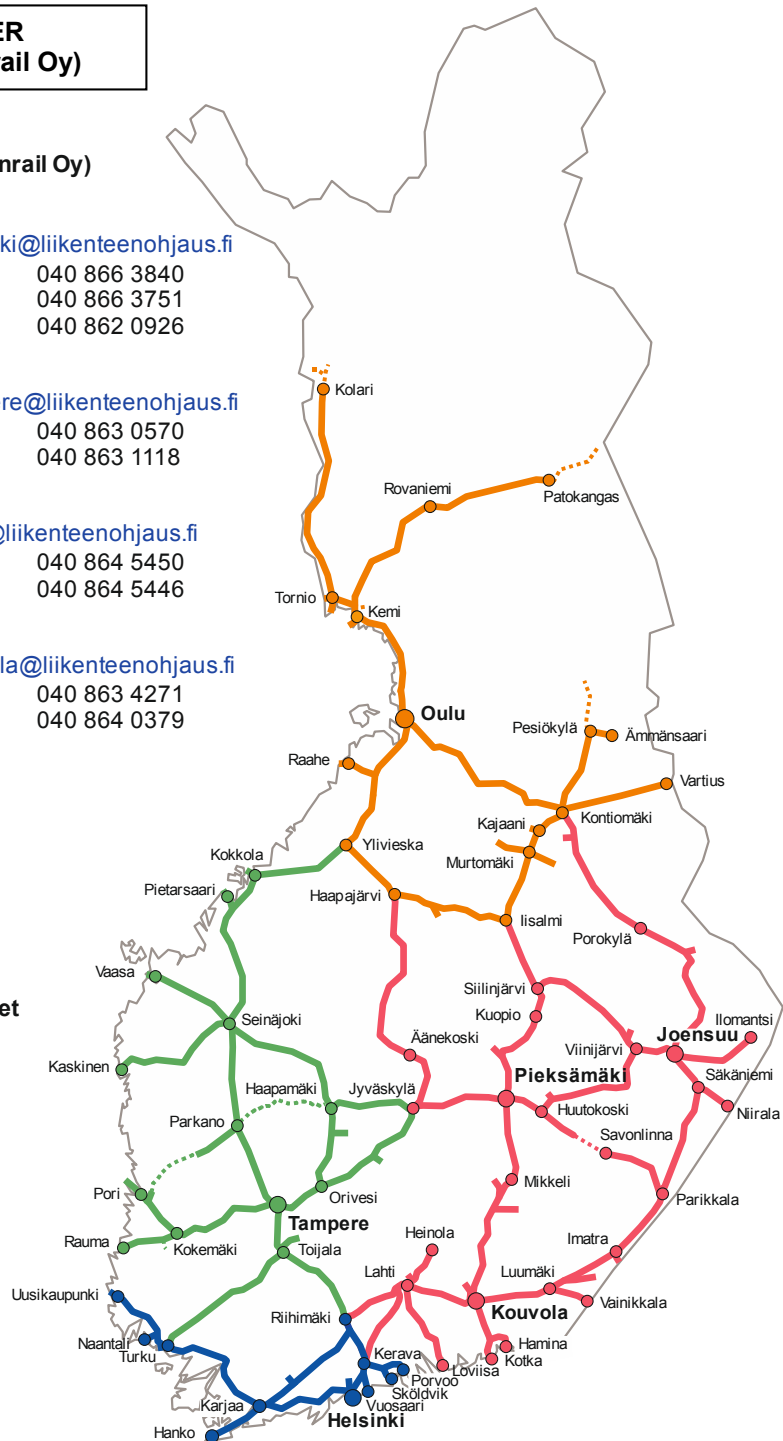 ER
rail Oy)
nrail Oy)
ki@liikenteenohjaus.fi
040 866 3840
040 866 3751
040 862 0926
re@liikenteenohjaus.fi
040 863 0570
040 863 1118
@liikenteenohjaus.fi
040 864 5450
040 864 5446
la@liikenteenohjaus.fi
040 863 4271
040 864 0379
et
Kolari
Rovaniemi
Patokangas
Tornio
Kemi
Oulu
Pesiökylä
Ämmänsaari
Raahe
Vartius
Kontiomäki
Kajaani
Ylivieska
Murtomäki
Kokkola
Pietarsaari
Haapajärvi
Iisalmi
Porokylä
Vaasa
Siilinjärvi
Kuopio
Seinäjoki
Ilomantsi
Joensuu
Viinijärvi
Äänekoski
Kaskinen
Säkäniemi
Pieksämäki
Haapamäki
Jyväskylä
Huutokoski
Niirala
Parkano
Savonlinna
Mikkeli
Pori
Orivesi
Parikkala
Tampere
Rauma
Kokemäki
Toijala
Heinola
Imatra
Lahti
Luumäki
Uusikaupunki
Vainikkala
Kouvola
Riihimäki
Naantali
Turku
Hamina
Kotka
Kerava
Loviisa
Porvoo
Sköldvik
Karjaa
Vuosaari
Helsinki
Hanko